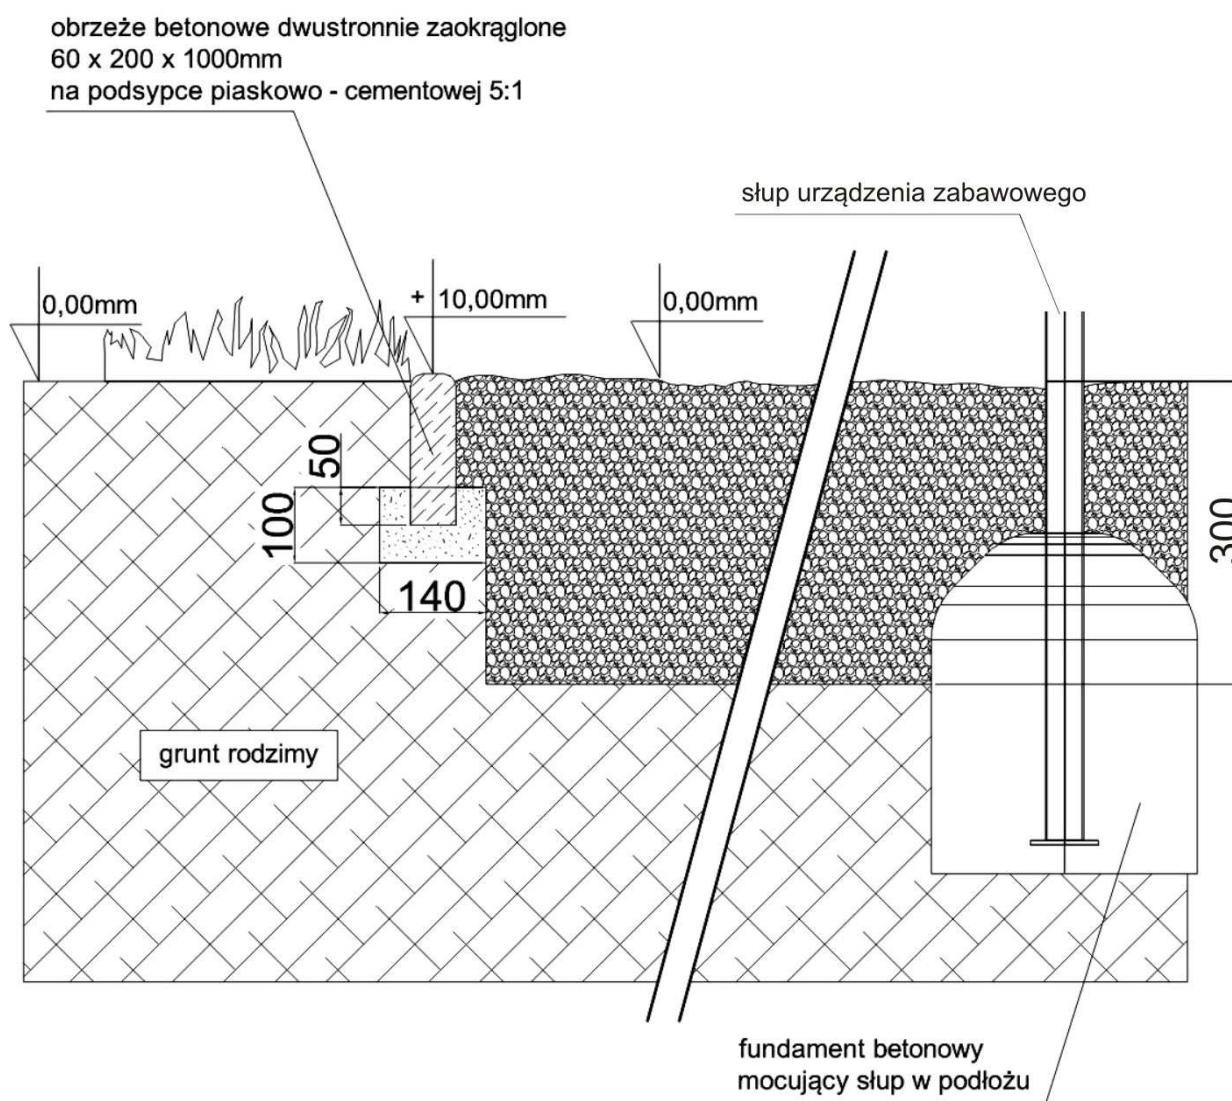 obrzeże betonowe dwustronnie zaokrąglone
60 x 200 x 1000mm
na podsypce piaskowo - cementowej 5:1
słup urządzenia zabawowego
0,00mm
+ 10,00mm
0,00mm
50
100
140
300
grunt rodzimy
fundament betonowy
mocujący słup w podłożu